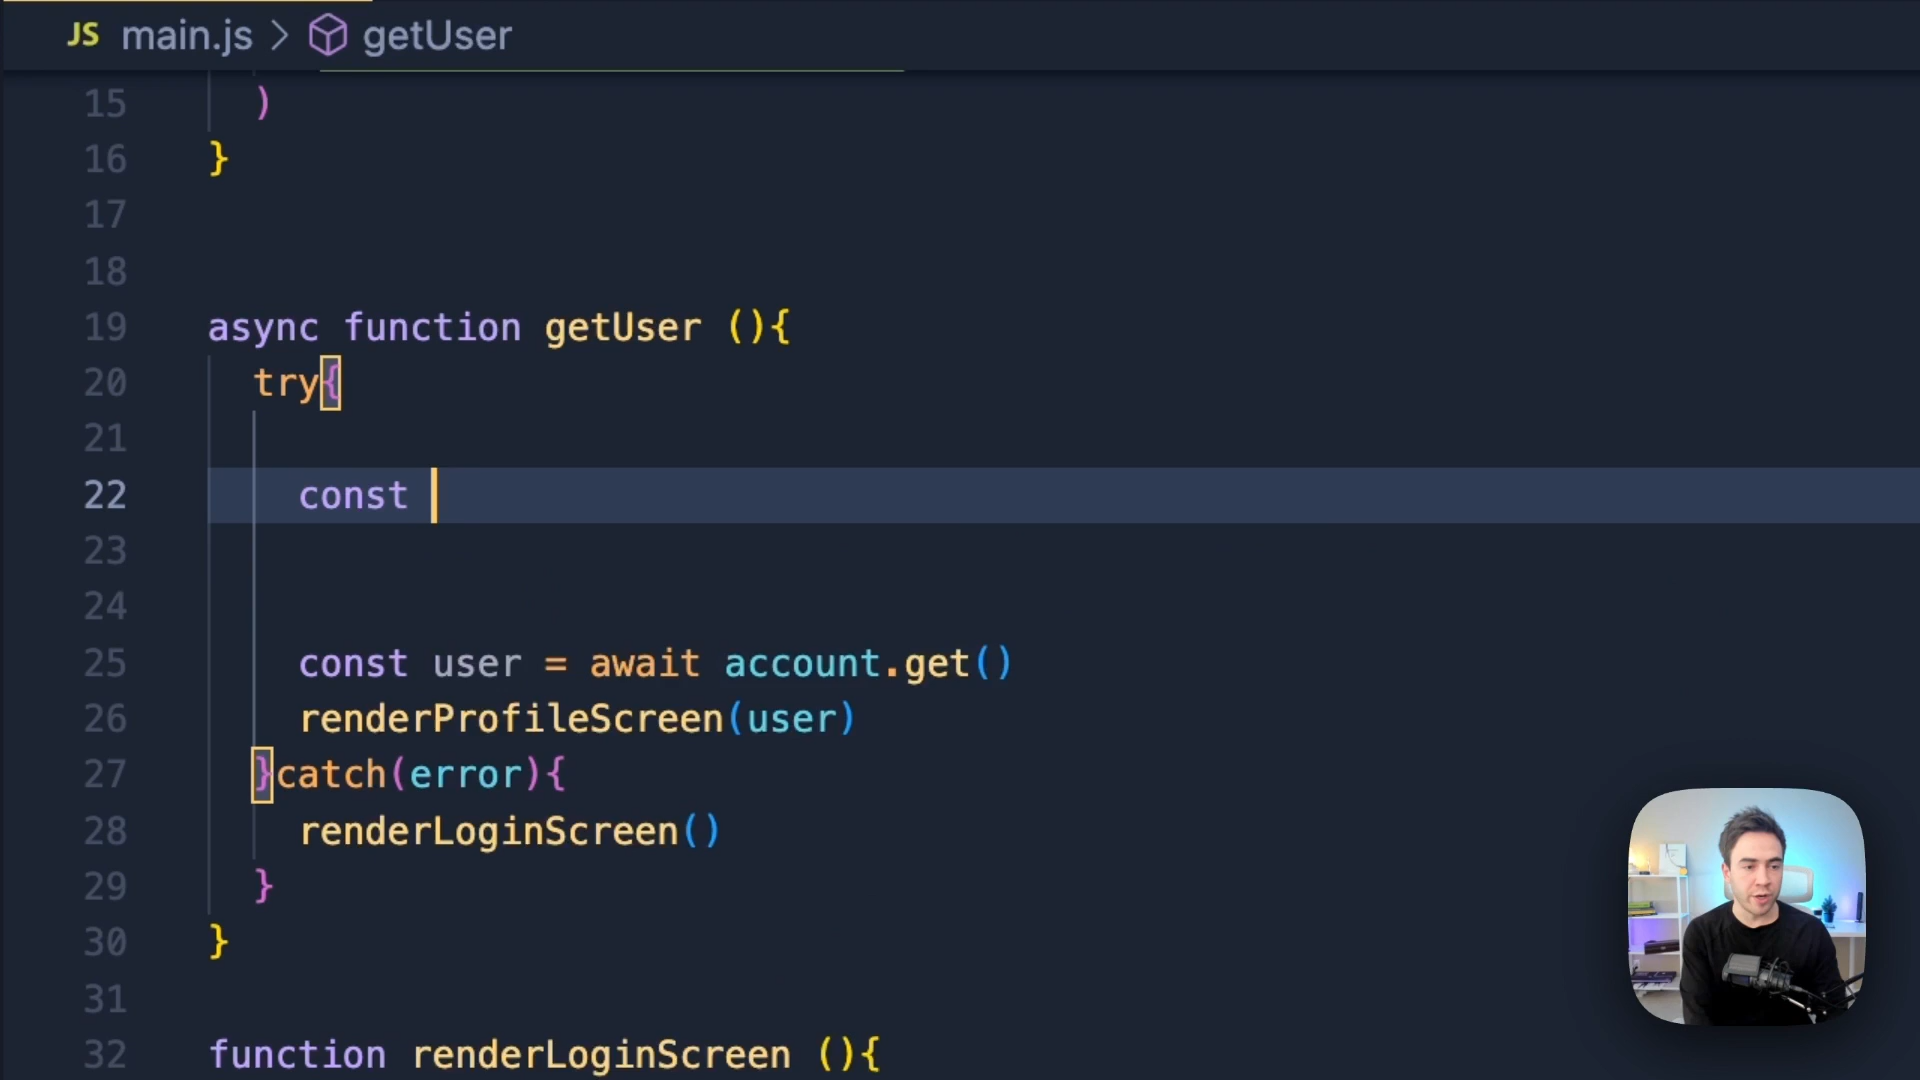 JS main.js > getUser
15 )
16 }
17
18
19 async function getUser (){
20 try{
21
22 const
23
24
25 const user = await account.get()
26 renderProfileScreen(user)
27 }catch(error){
28 renderLoginScreen()
29 }
30 }
31
32 function renderLoginScreen (){